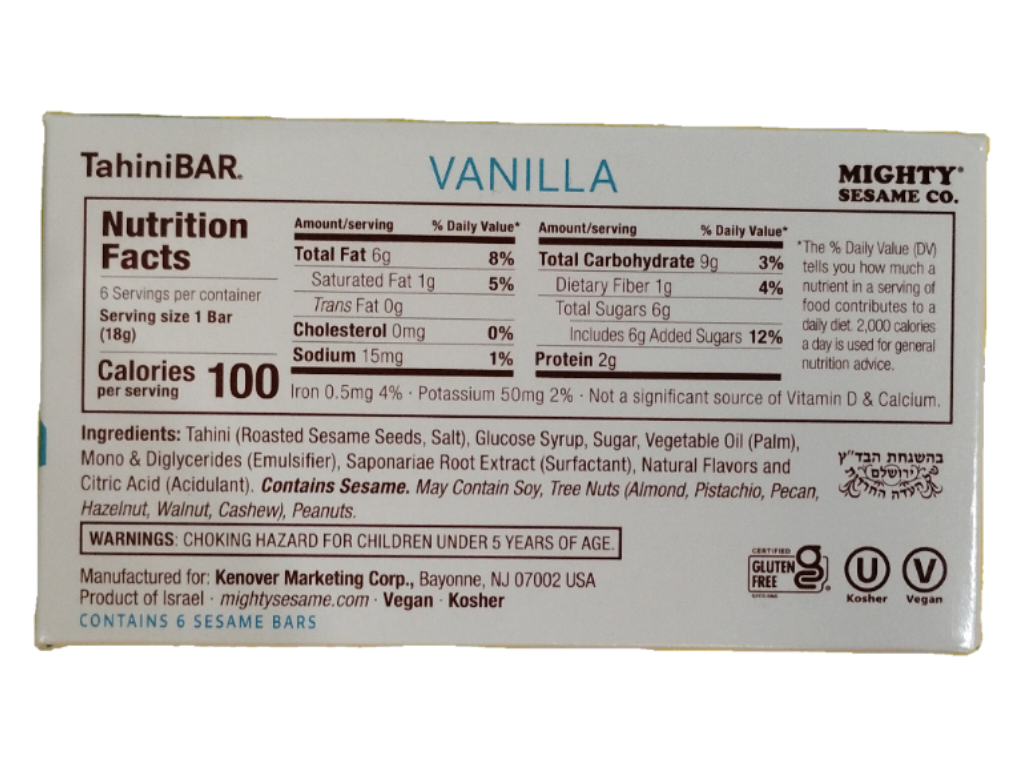 TahiniBAR®
VANILLA
MIGHTY®
SESAME CO.
Nutrition
Facts
6 Servings per container
Serving size 1 Bar
(18g)
Calories 100
per serving
Amount/serving % Daily Value*
Total Fat 6g 8%
Saturated Fat 1g 5%
Trans Fat 0g
Cholesterol 0mg 0%
Sodium 15mg 1%
Amount/serving % Daily Value*
Total Carbohydrate 9g 3%
Dietary Fiber 1g 4%
Total Sugars 6g
Includes 6g Added Sugars 12%
Protein 2g
Iron 0.5mg 4% · Potassium 50mg 2% · Not a significant source of Vitamin D & Calcium.
*The % Daily Value (DV)
tells you how much a
nutrient in a serving of
food contributes to a
daily diet. 2,000 calories
a day is used for general
nutrition advice.
Ingredients: Tahini (Roasted Sesame Seeds, Salt), Glucose Syrup, Sugar, Vegetable Oil (Palm),
Mono & Diglycerides (Emulsifier), Saponariae Root Extract (Surfactant), Natural Flavors and
Citric Acid (Acidulant). Contains Sesame. May Contain Soy, Tree Nuts (Almond, Pistachio, Pecan,
Hazelnut, Walnut, Cashew), Peanuts.
בהשגחת הבד"ץ
ירושלים
העדה החרדית
WARNINGS: CHOKING HAZARD FOR CHILDREN UNDER 5 YEARS OF AGE.
Manufactured for: Kenover Marketing Corp., Bayonne, NJ 07002 USA
Product of Israel · mightysesame.com · Vegan · Kosher
CONTAINS 6 SESAME BARS
CERTIFIED
GLUTEN
FREE
U
Kosher
V
Vegan